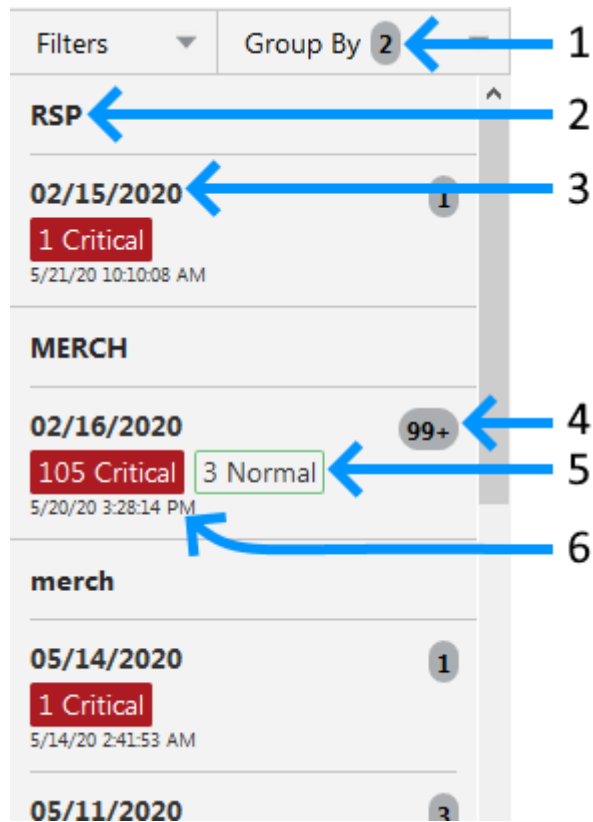 Filters Group By 2 1
RSP 2
02/15/2020 1 3
1 Critical
5/21/20 10:10:08 AM
MERCH
02/16/2020 99+ 4
105 Critical 3 Normal 5
5/20/20 3:28:14 PM
6
merch
05/14/2020 1
1 Critical
5/14/20 2:41:53 AM
05/11/2020 3